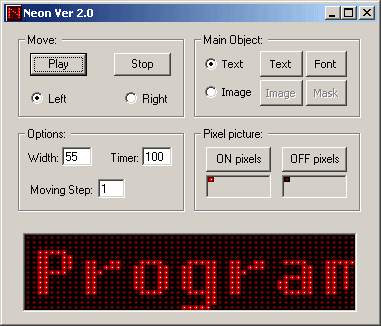 Neon Ver 2.0
Move:
Play Stop
Left Right
Main Object:
Text Text Font
Image Image Mask
Options:
Width: 55 Timer: 100
Moving Step: 1
Pixel picture:
ON pixels OFF pixels
Program